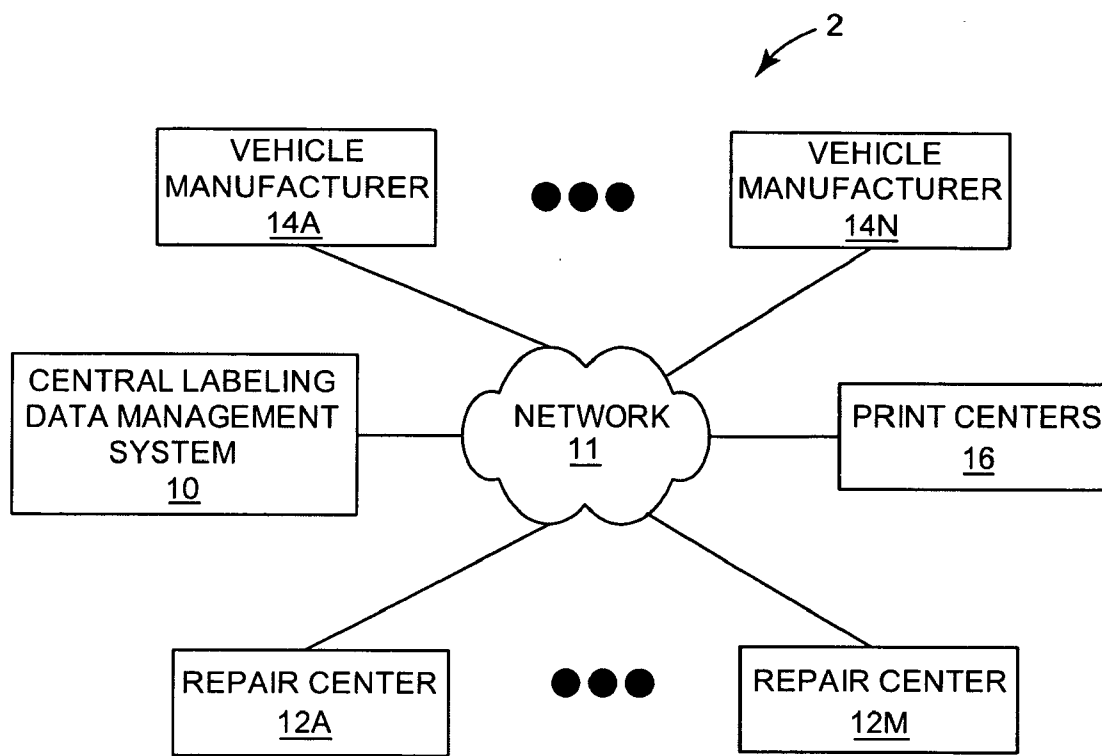 2
VEHICLE
MANUFACTURER
14A
VEHICLE
MANUFACTURER
14N
CENTRAL LABELING
DATA MANAGEMENT
SYSTEM
10
NETWORK
11
PRINT CENTERS
16
REPAIR CENTER
12A
REPAIR CENTER
12M